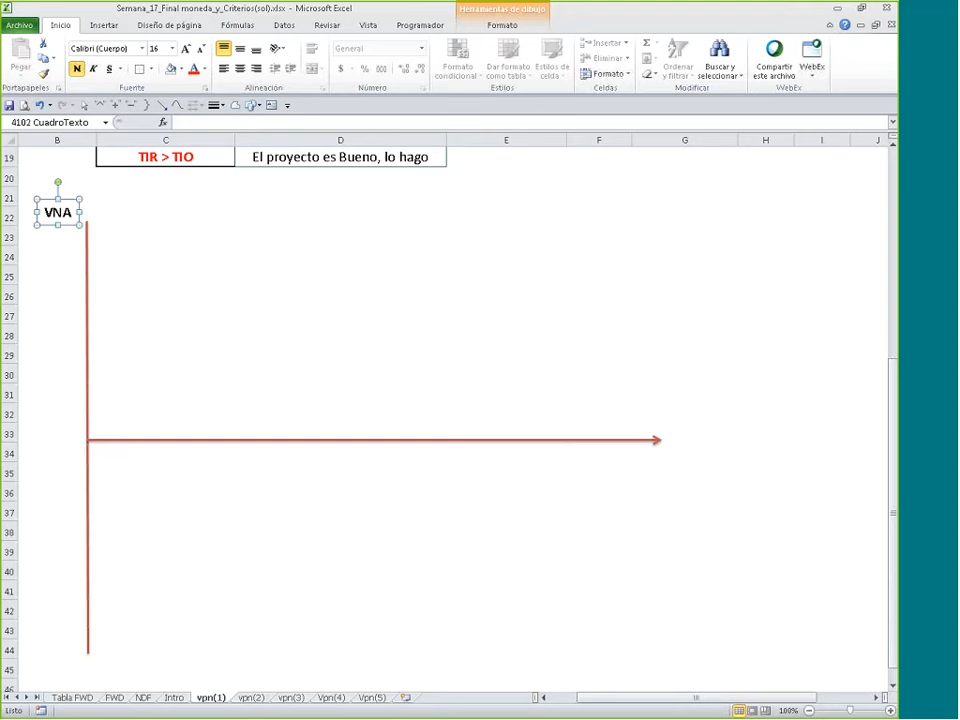 Semana_17_Final moneda_y_Criterios(sol).xlsx - Microsoft Excel
Herramientas de dibujo
Archivo Inicio Insertar Diseño de página Fórmulas Datos Revisar Vista Programador Formato
Pegar
Calibri (Cuerpo) 16
N K S
General
$ % 000
Formato condicional
Dar formato como tabla
Estilos de celda
Insertar
Eliminar
Formato
Ordenar y filtrar
Buscar y seleccionar
Compartir este archivo
WebEx
Portapapeles Fuente Alineación Número Estilos Celdas Modificar WebEx
4102 CuadroTexto fx
B C D E F G H I J
19 TIR > TIO El proyecto es Bueno, lo hago
20
21
VNA
22
23
24
25
26
27
28
29
30
31
32
33
34
35
36
37
38
39
40
41
42
43
44
45
46
Tabla FWD FWD NDF Intro vpn(1) vpn(2) vpn(3) Vpn(4) Vpn(5)
Listo 100%